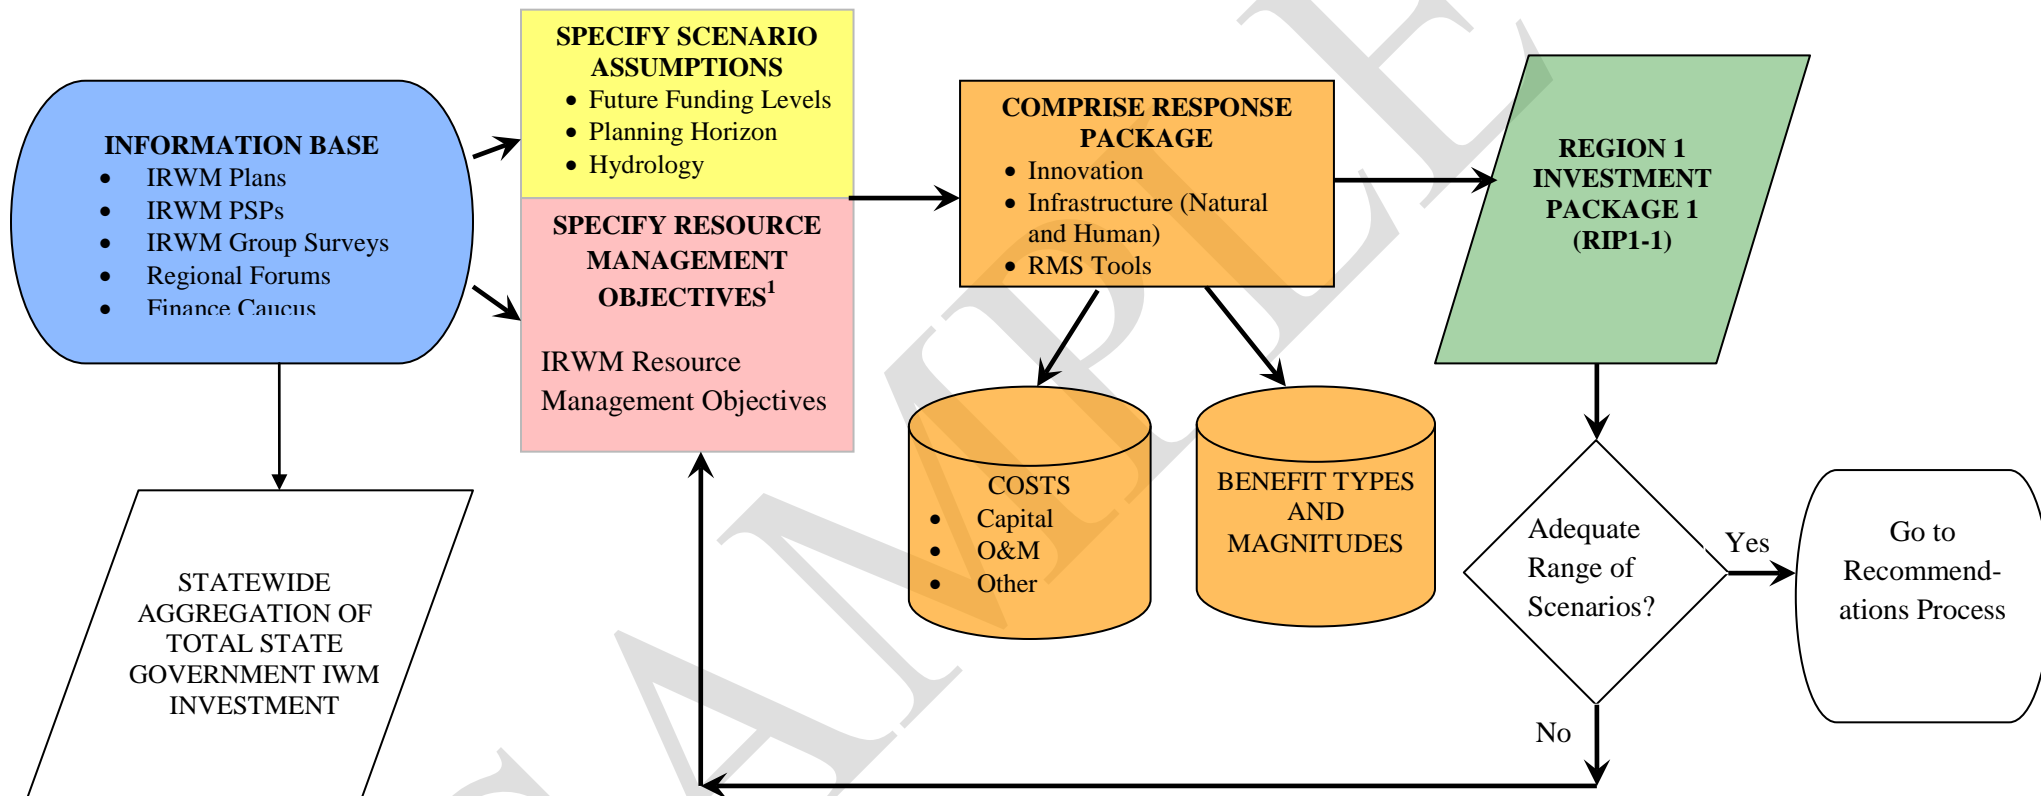 INFORMATION BASE
• IRWM Plans
• IRWM PSPs
• IRWM Group Surveys
• Regional Forums
• Finance Caucus
STATEWIDE
AGGREGATION OF
TOTAL STATE
GOVERNMENT IWM
INVESTMENT
SPECIFY SCENARIO
ASSUMPTIONS
• Future Funding Levels
• Planning Horizon
• Hydrology
SPECIFY RESOURCE
MANAGEMENT
OBJECTIVES¹
IRWM Resource
Management Objectives
COMPRISE RESPONSE
PACKAGE
• Innovation
• Infrastructure (Natural
and Human)
• RMS Tools
COSTS
• Capital
• O&M
• Other
BENEFIT TYPES
AND
MAGNITUDES
REGION 1
INVESTMENT
PACKAGE 1
(RIP1-1)
Adequate
Range of
Scenarios?
Yes
No
Go to
Recommend-
ations Process
SAMPLE